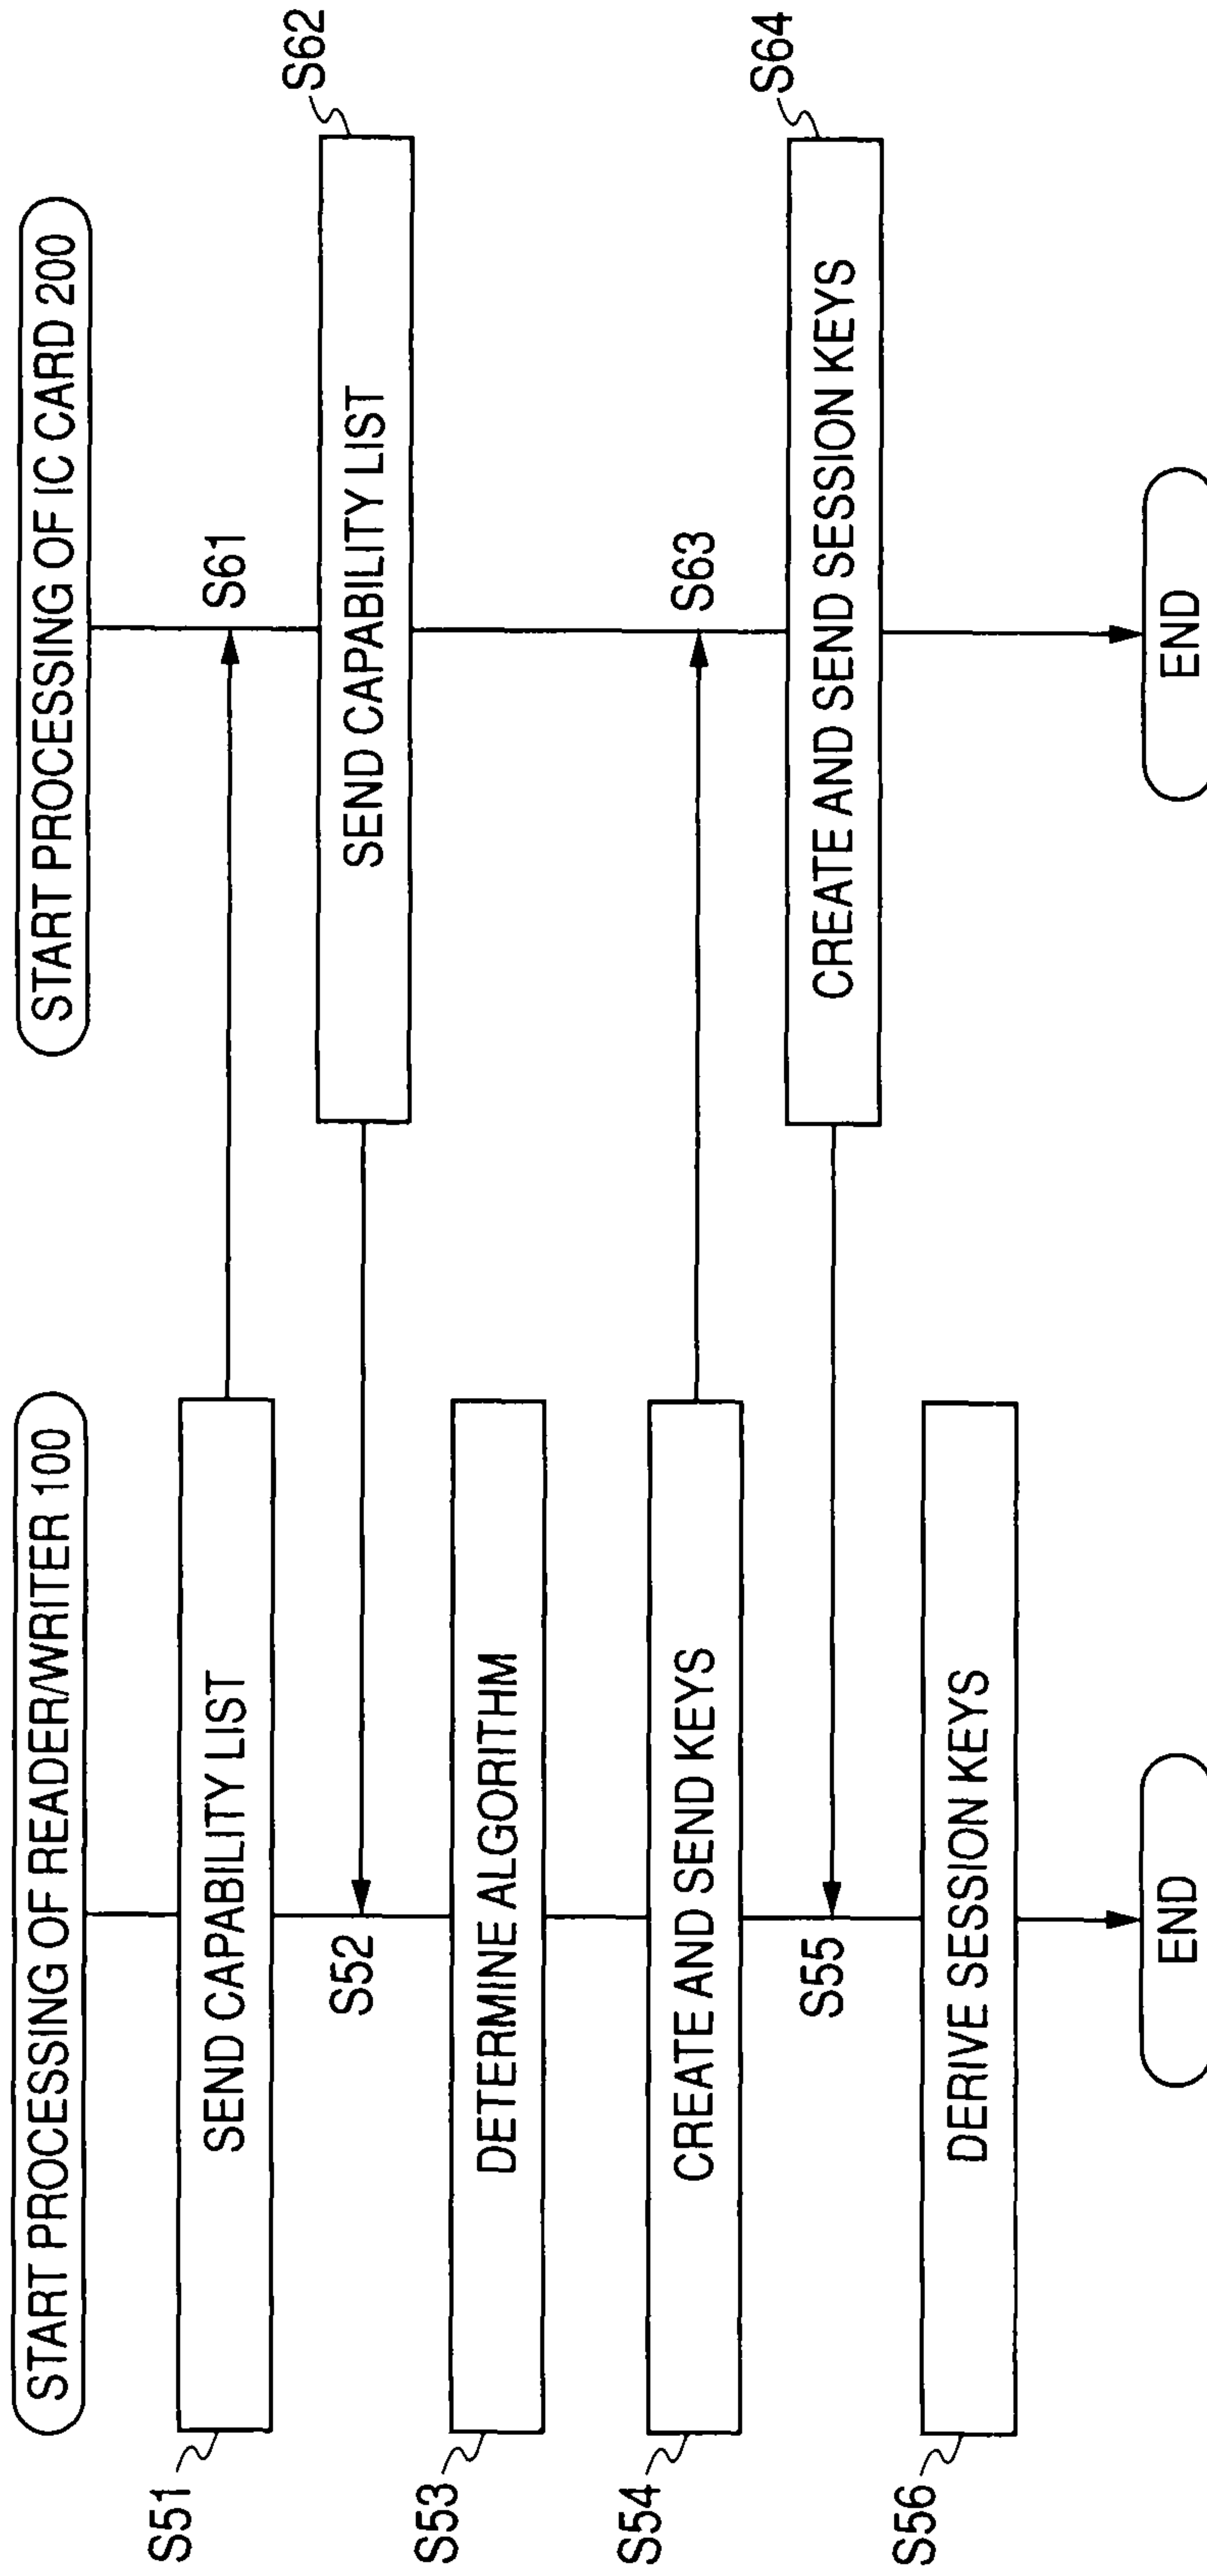 START PROCESSING OF READER/WRITER 100
S51
SEND CAPABILITY LIST
S52
S53
DETERMINE ALGORITHM
S54
CREATE AND SEND KEYS
S55
S56
DERIVE SESSION KEYS
END
START PROCESSING OF IC CARD 200
S61
SEND CAPABILITY LIST
S62
S63
CREATE AND SEND SESSION KEYS
S64
END